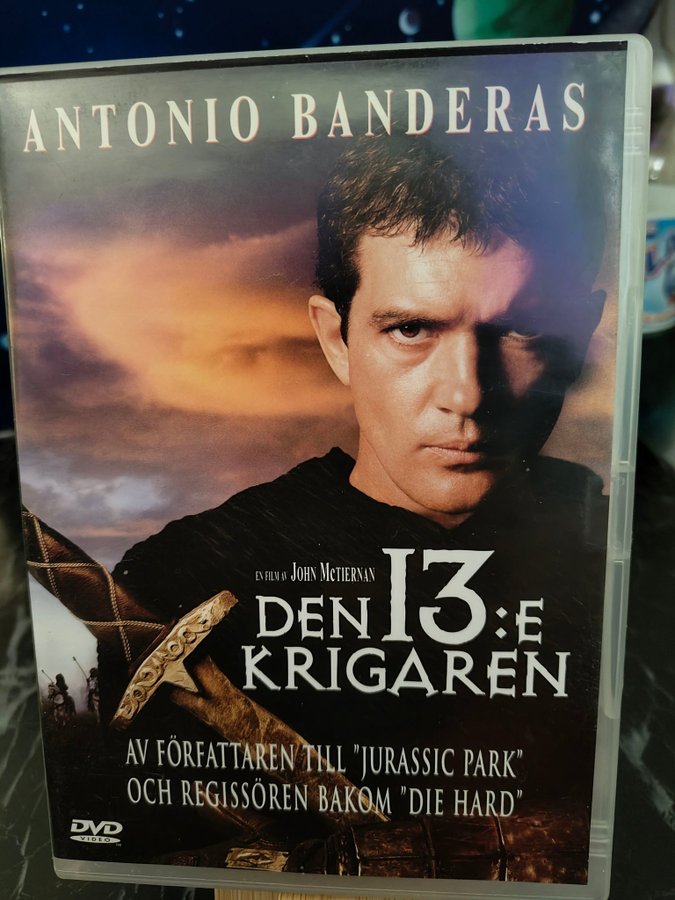 ANTONIO BANDERAS
EN FILM AV JOHN McTIERNAN
DEN 13:E
KRIGAREN
AV FÖRFATTAREN TILL "JURASSIC PARK"
OCH REGISSÖREN BAKOM "DIE HARD"
DVD
VIDEO